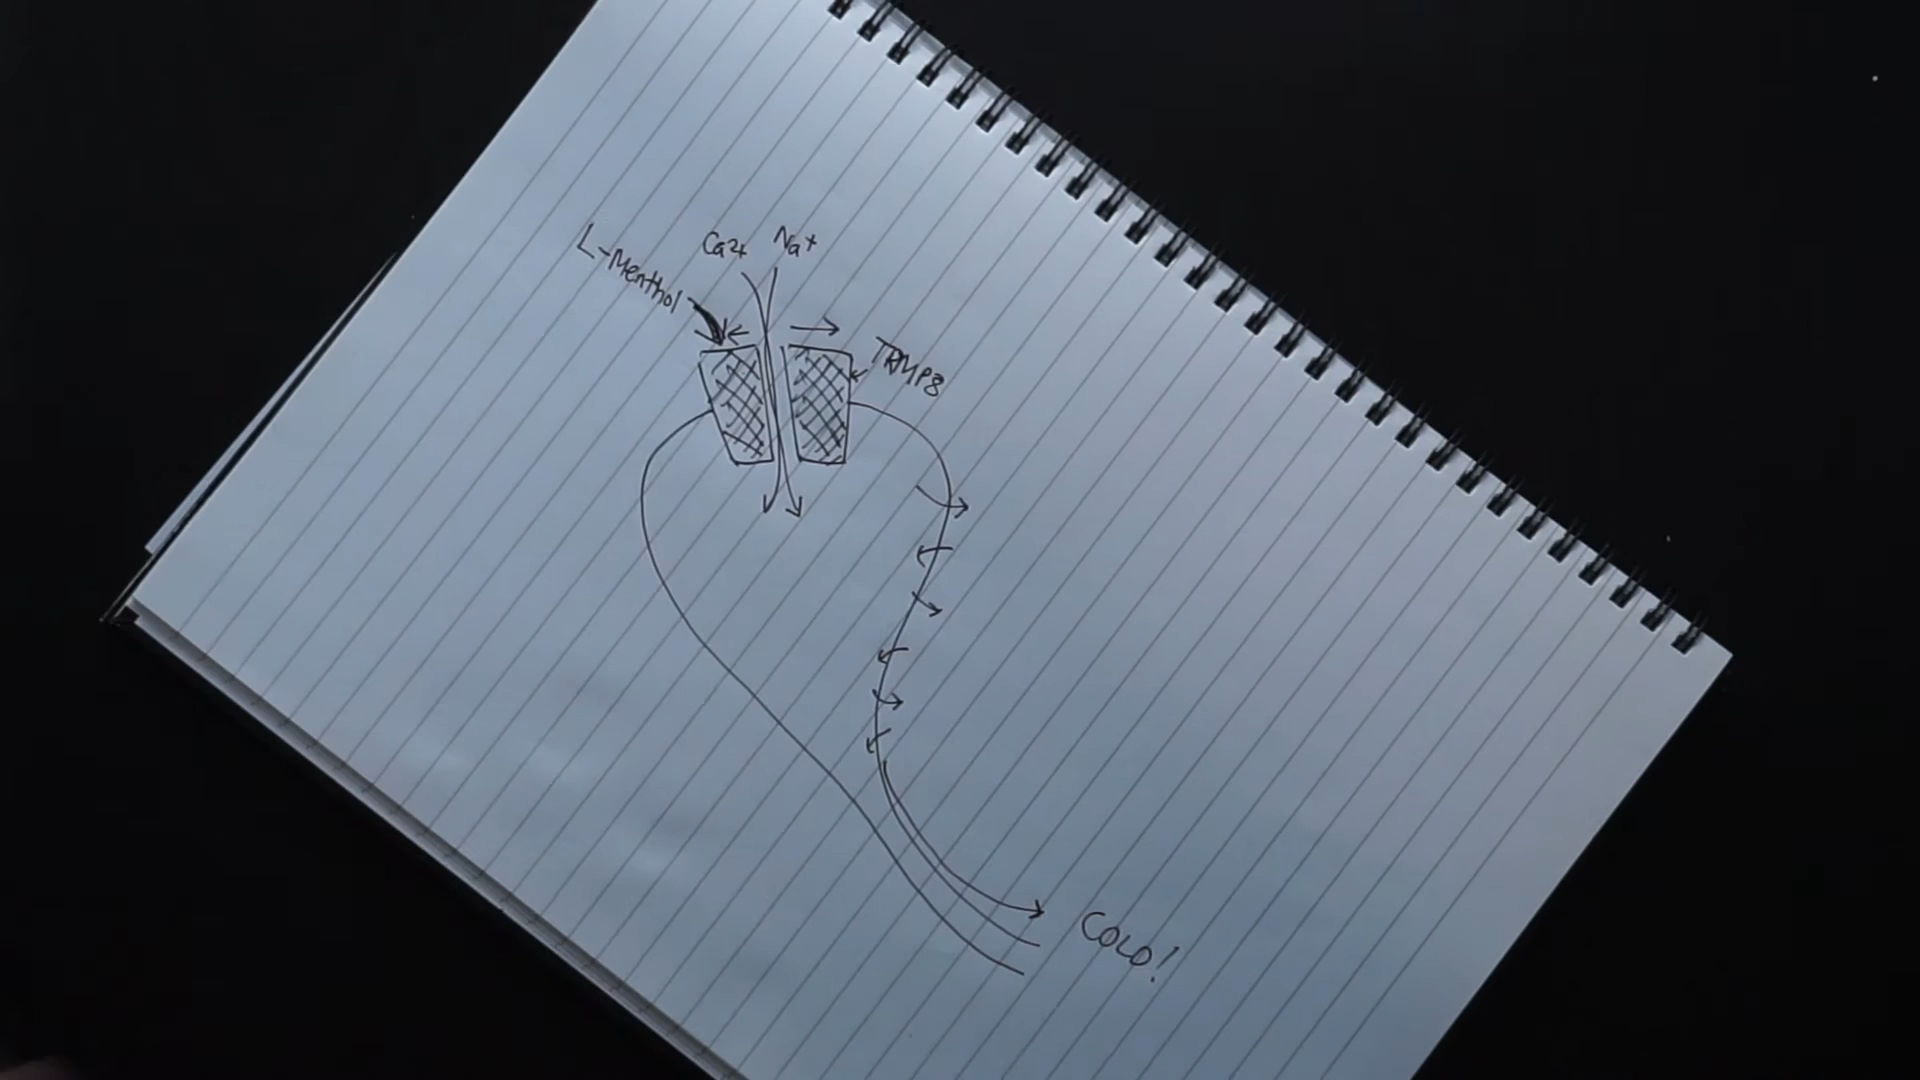 L-Menthol
Ca2+
Na+
TRMP8
COLD!